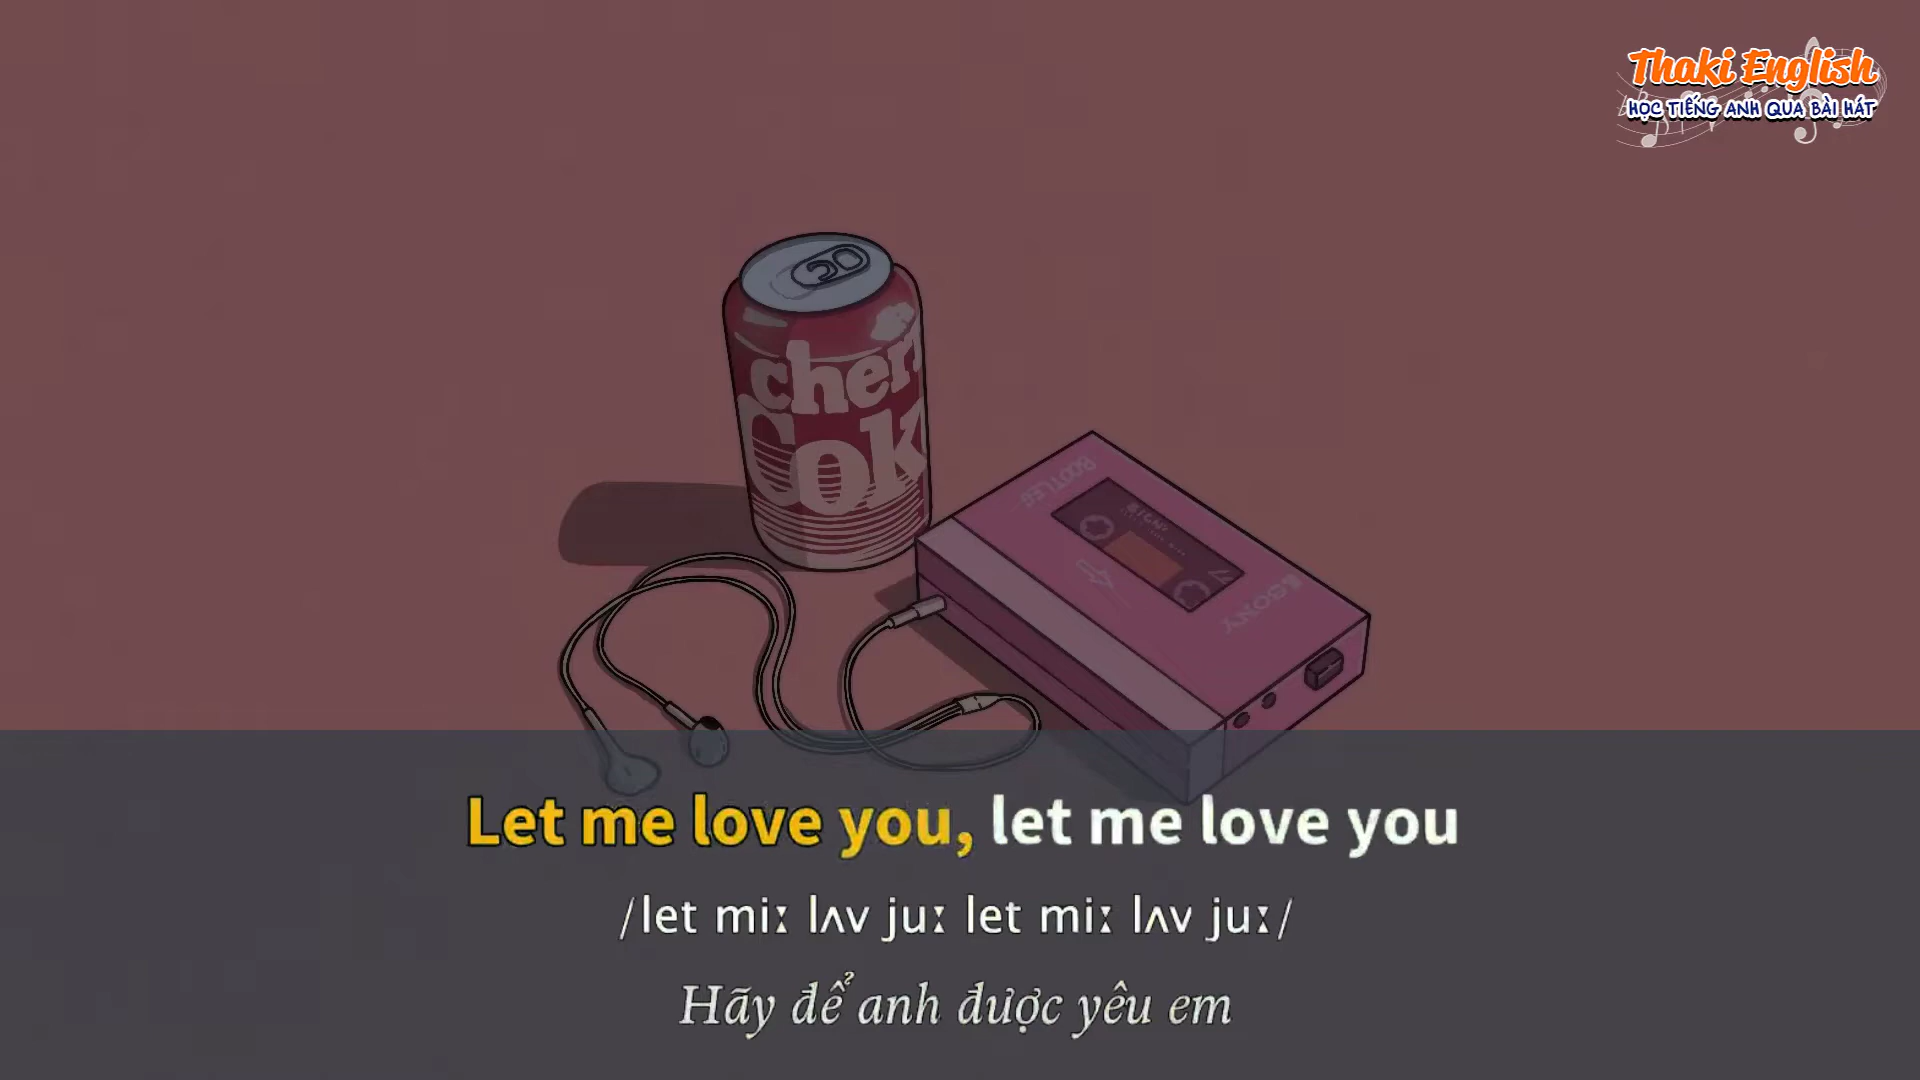 Thaki English
HỌC TIẾNG ANH QUA BÀI HÁT
cher
Cok
BOOTLEG
SONY
Let me love you, let me love you
/let miː lʌv juː let miː lʌv juː/
Hãy để anh được yêu em